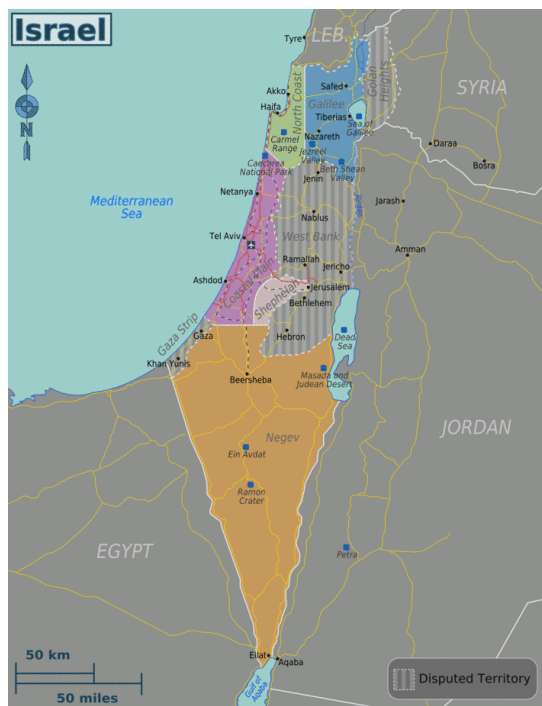 Israel
Tyre
LEB
SYRIA
Golan
Heights
Akko
Haifa
North Coast
Safed
Galilee
Tiberias
Sea of
Galilee
Nazareth
Carmel
Range
Jezreel
Valley
Daraa
Bosra
Caesarea
National Park
Beth Shean
Valley
Jenin
N
Mediterranean
Sea
Netanya
Jordan
Jarash
Nablus
Tel Aviv
West Bank
Amman
Ramallah
Jericho
Ashdod
Coastal Plain
Shephelah
Jerusalem
Bethlehem
Gaza Strip
Gaza
Hebron
Dead
Sea
Khan Yunis
Beersheba
Masada and
Judean Desert
Negev
JORDAN
Ein Avdat
Ramon
Crater
EGYPT
Petra
Eilat
Aqaba
Gulf of
Aqaba
50 km
50 miles
Disputed Territory